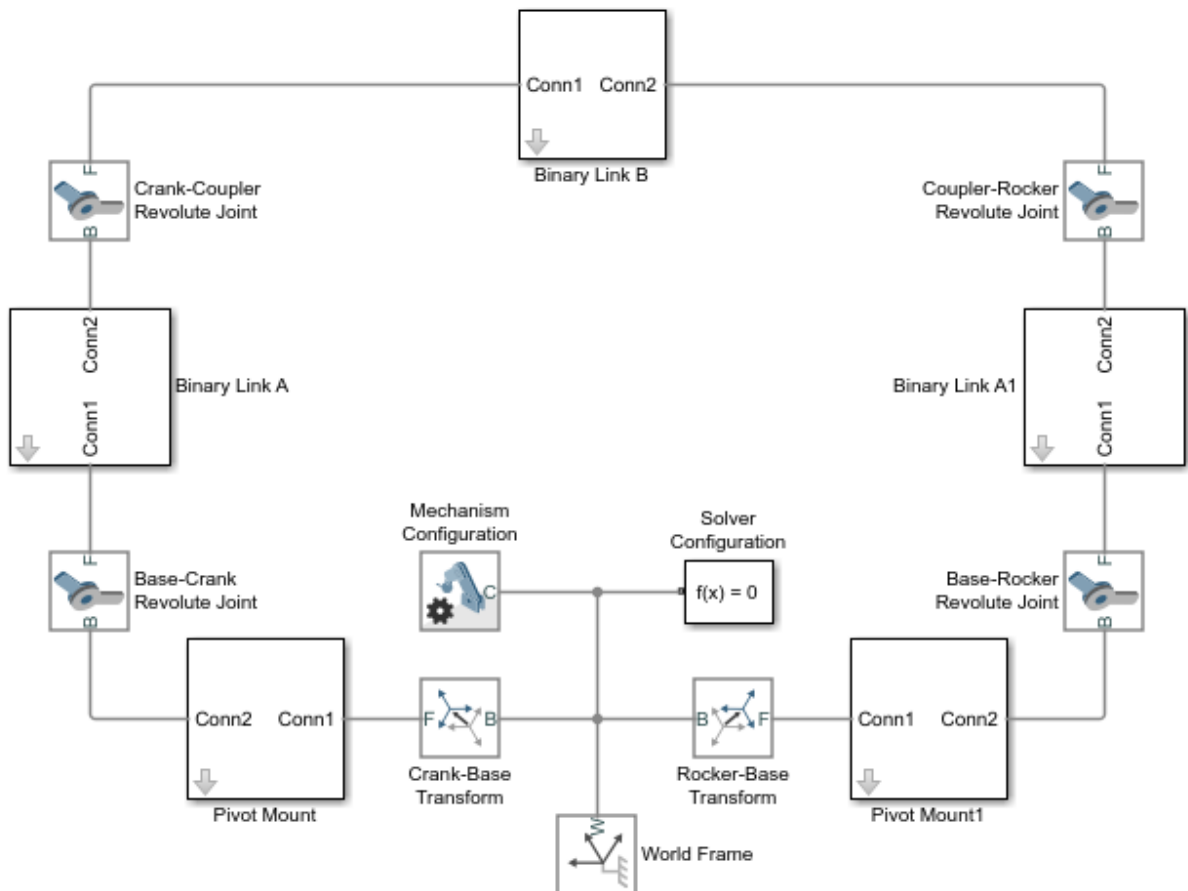 Conn1 Conn2
Binary Link B
F
Crank-Coupler
Revolute Joint
B
Coupler-Rocker
Revolute Joint
F
B
Conn2
Conn1
Binary Link A
Binary Link A1
Conn2
Conn1
Mechanism
Configuration
C
Solver
Configuration
f(x) = 0
F
Base-Crank
Revolute Joint
B
Base-Rocker
Revolute Joint
F
B
Conn2 Conn1
Pivot Mount
F B
Crank-Base
Transform
B F
Rocker-Base
Transform
Conn1 Conn2
Pivot Mount1
W
World Frame